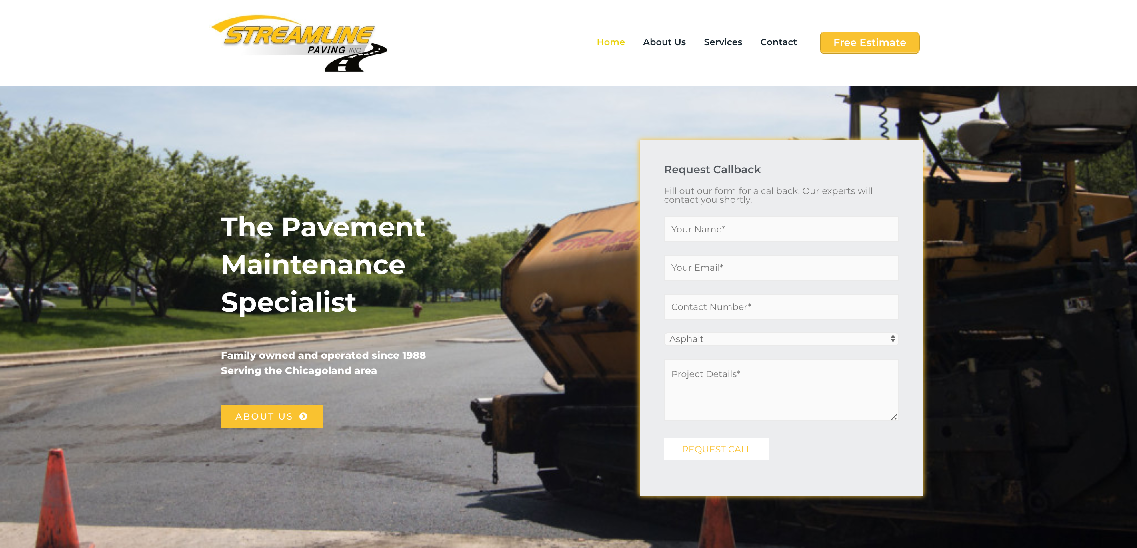 STREAMLINE
PAVING INC.
Home
About Us
Services
Contact
Free Estimate
The Pavement
Maintenance
Specialist
Family owned and operated since 1988
Serving the Chicagoland area
ABOUT US
Request Callback
Fill out our form for a call back. Our experts will
contact you shortly.
Your Name*
Your Email*
Contact Number*
Asphalt
Project Details*
REQUEST CALL